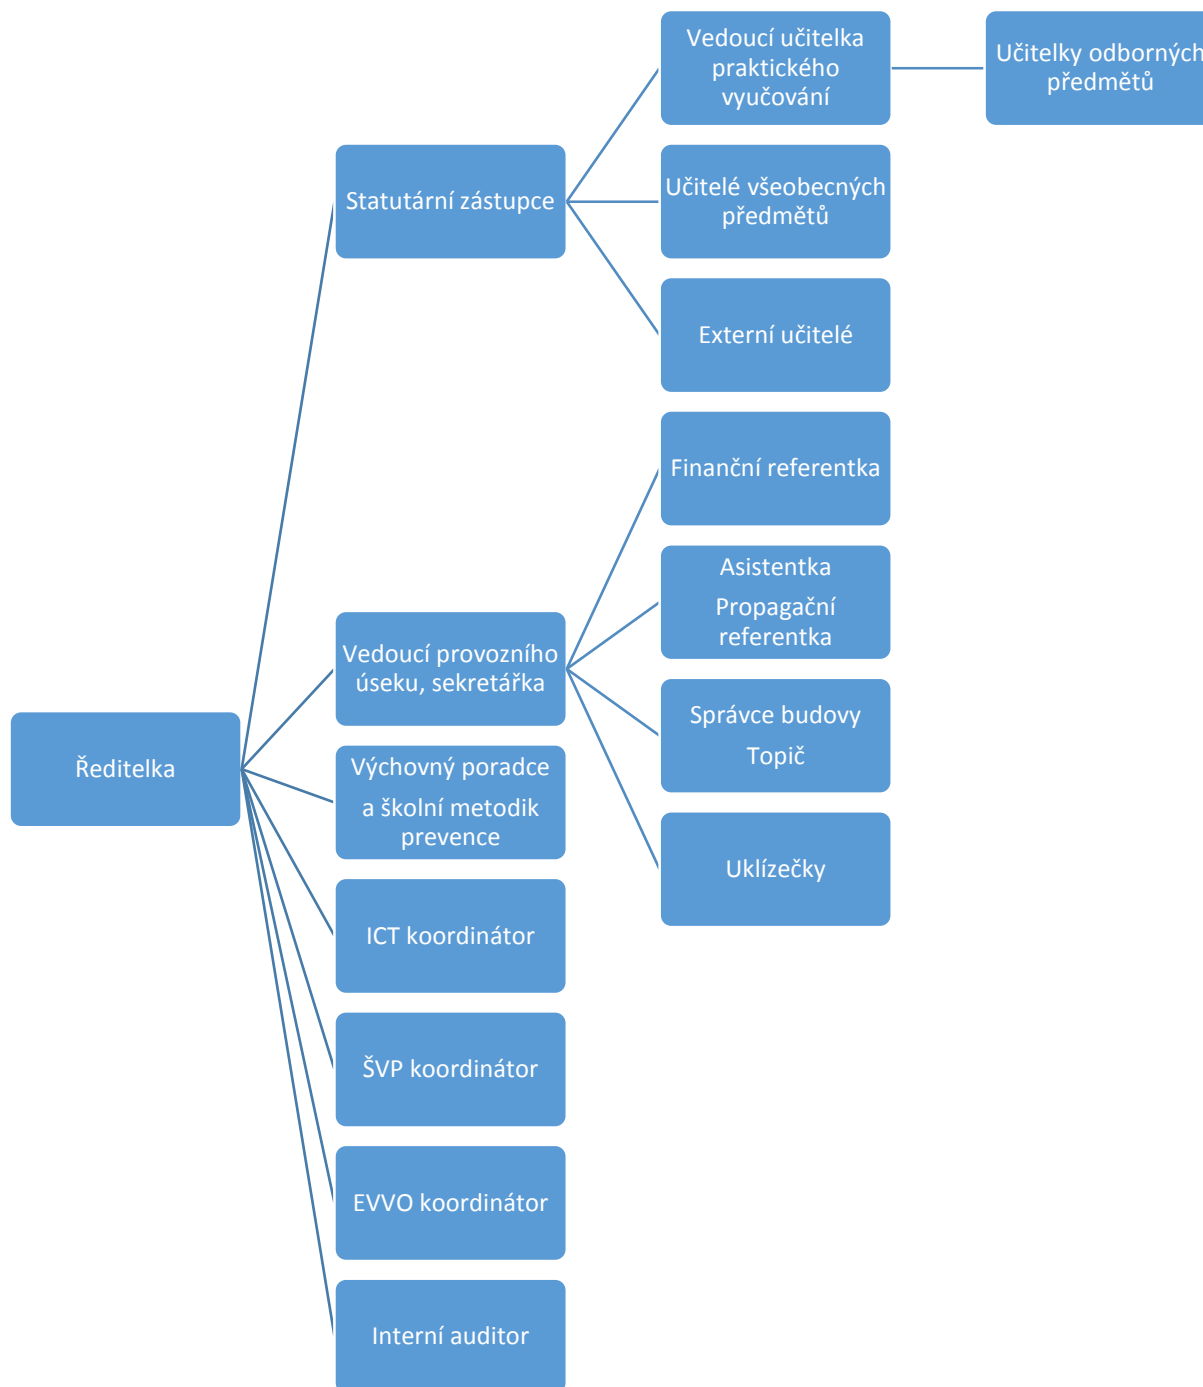 Vedoucí učitelka
praktického
vyučování
Učitelky odborných
předmětů
Statutární zástupce
Učitelé všeobecných
předmětů
Externí učitelé
Finanční referentka
Asistentka
Propagační
referentka
Vedoucí provozního
úseku, sekretářka
Správce budovy
Topič
Ředitelka
Výchovný poradce
a školní metodik
prevence
Uklízečky
ICT koordinátor
ŠVP koordinátor
EVVO koordinátor
Interní auditor